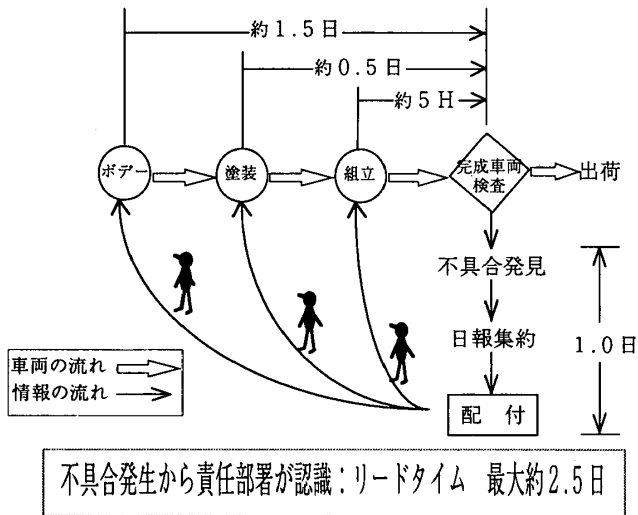 約1.5日
約0.5日
約5H
ボデー
塗装
組立
完成車両
検査
出荷
不具合発見
日報集約
1.0日
配 付
車両の流れ
情報の流れ
不具合発生から責任部署が認識：リードタイム 最大約2.5日